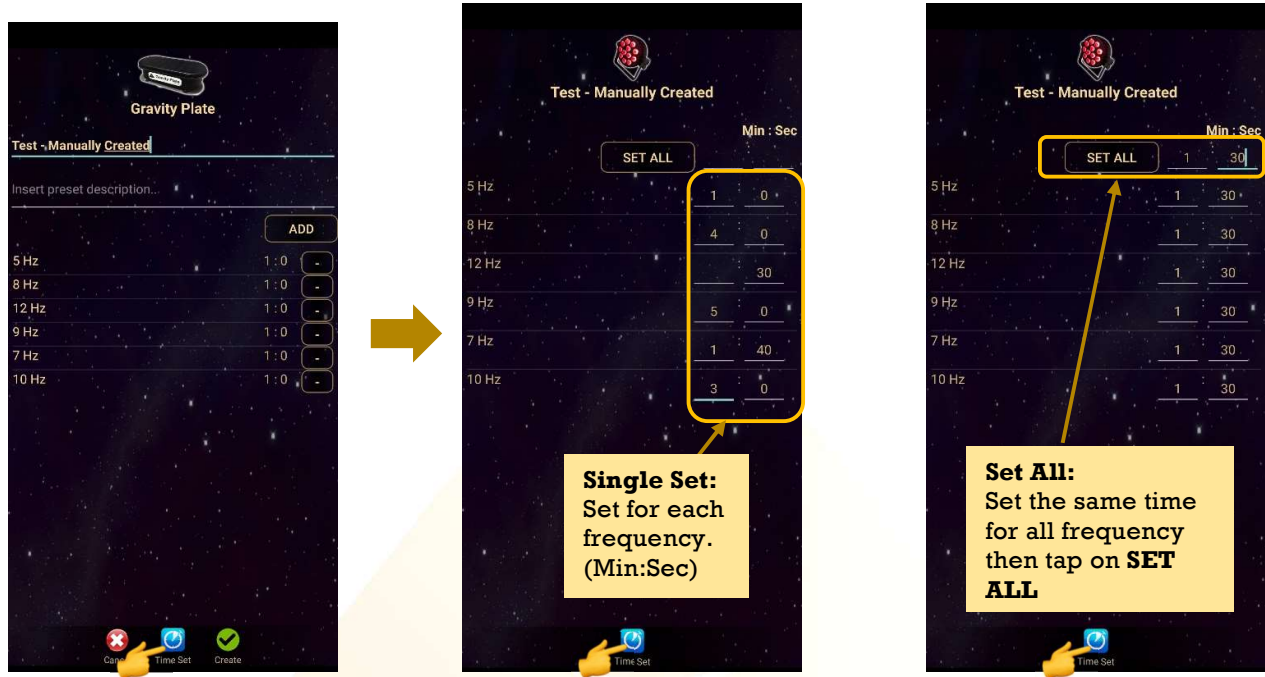 Gravity Plate
Gravity Plate
Test - Manually Created
Insert preset description...
ADD
5 Hz 1 : 0 -
8 Hz 1 : 0 -
12 Hz 1 : 0 -
9 Hz 1 : 0 -
7 Hz 1 : 0 -
10 Hz 1 : 0 -
Time Set Create
Test - Manually Created
Min : Sec
SET ALL :
5 Hz 1 : 0
8 Hz 4 : 0
12 Hz : 30
9 Hz 5 : 0
7 Hz 1 : 40
10 Hz 3 : 0
Single Set:
Set for each
frequency.
(Min:Sec)
Time Set
Test - Manually Created
Min : Sec
SET ALL 1 : 30
5 Hz 1 : 30
8 Hz 1 : 30
12 Hz 1 : 30
9 Hz 1 : 30
7 Hz 1 : 30
10 Hz 1 : 30
Set All:
Set the same time
for all frequency
then tap on SET
ALL
Time Set